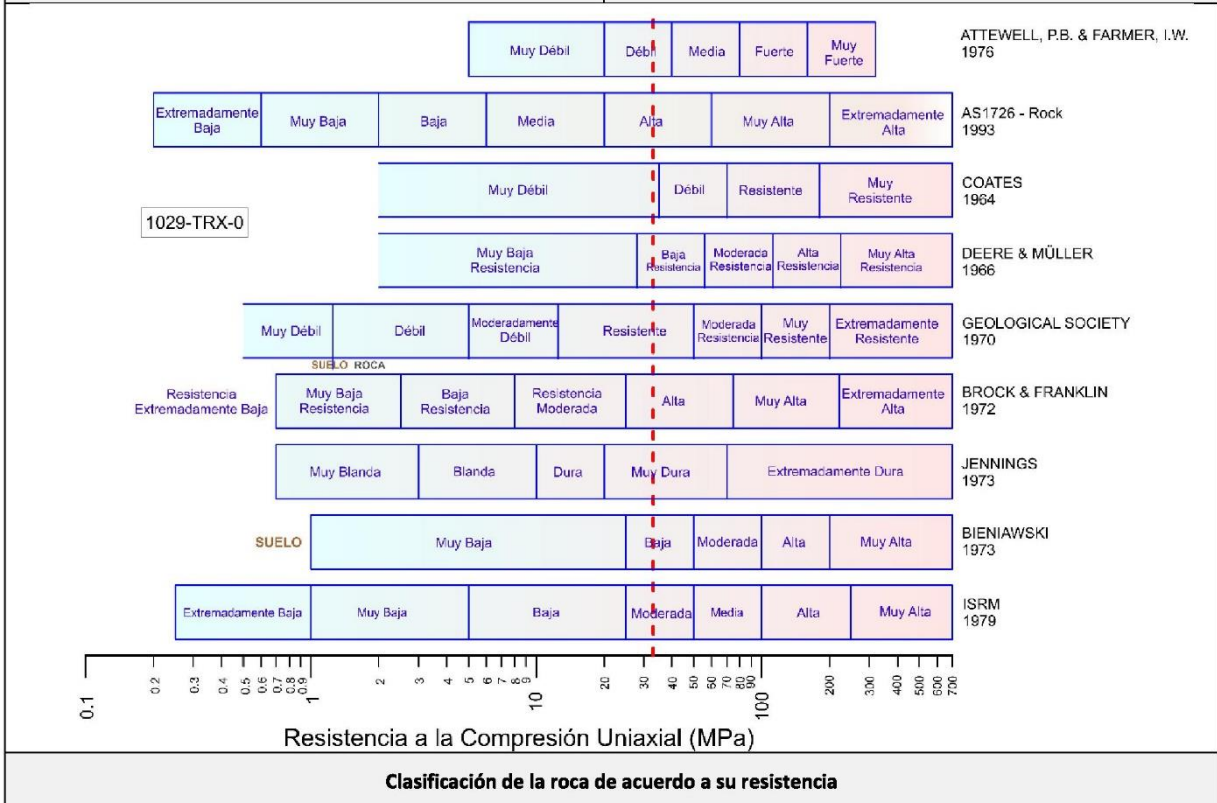 Muy Débil
Débil
Media
Fuerte
Muy
Fuerte
ATTEWELL, P.B. & FARMER, I.W.
1976
Extremadamente
Baja
Muy Baja
Baja
Media
Alta
Muy Alta
Extremadamente
Alta
AS1726 - Rock
1993
Muy Débil
Débil
Resistente
Muy
Resistente
COATES
1964
1029-TRX-0
Muy Baja
Resistencia
Baja
Resistencia
Moderada
Resistencia
Alta
Resistencia
Muy Alta
Resistencia
DEERE & MÜLLER
1966
Muy Débil
Débil
Moderadamente
Débil
Resistente
Moderada
Resistencia
Muy
Resistente
Extremadamente
Resistente
GEOLOGICAL SOCIETY
1970
SUELO ROCA
Resistencia
Extremadamente Baja
Muy Baja
Resistencia
Baja
Resistencia
Resistencia
Moderada
Alta
Muy Alta
Extremadamente
Alta
BROCK & FRANKLIN
1972
Muy Blanda
Blanda
Dura
Muy Dura
Extremadamente Dura
JENNINGS
1973
SUELO
Muy Baja
Baja
Moderada
Alta
Muy Alta
BIENIAWSKI
1973
Extremadamente Baja
Muy Baja
Baja
Moderada
Media
Alta
Muy Alta
ISRM
1979
0.1 0.2 0.3 0.4 0.5 0.6 0.7 0.8 0.9 1 2 3 4 5 6 7 8 9 10 20 30 40 50 60 70 80 90 100 200 300 400 500 600 700
Resistencia a la Compresión Uniaxial (MPa)
Clasificación de la roca de acuerdo a su resistencia